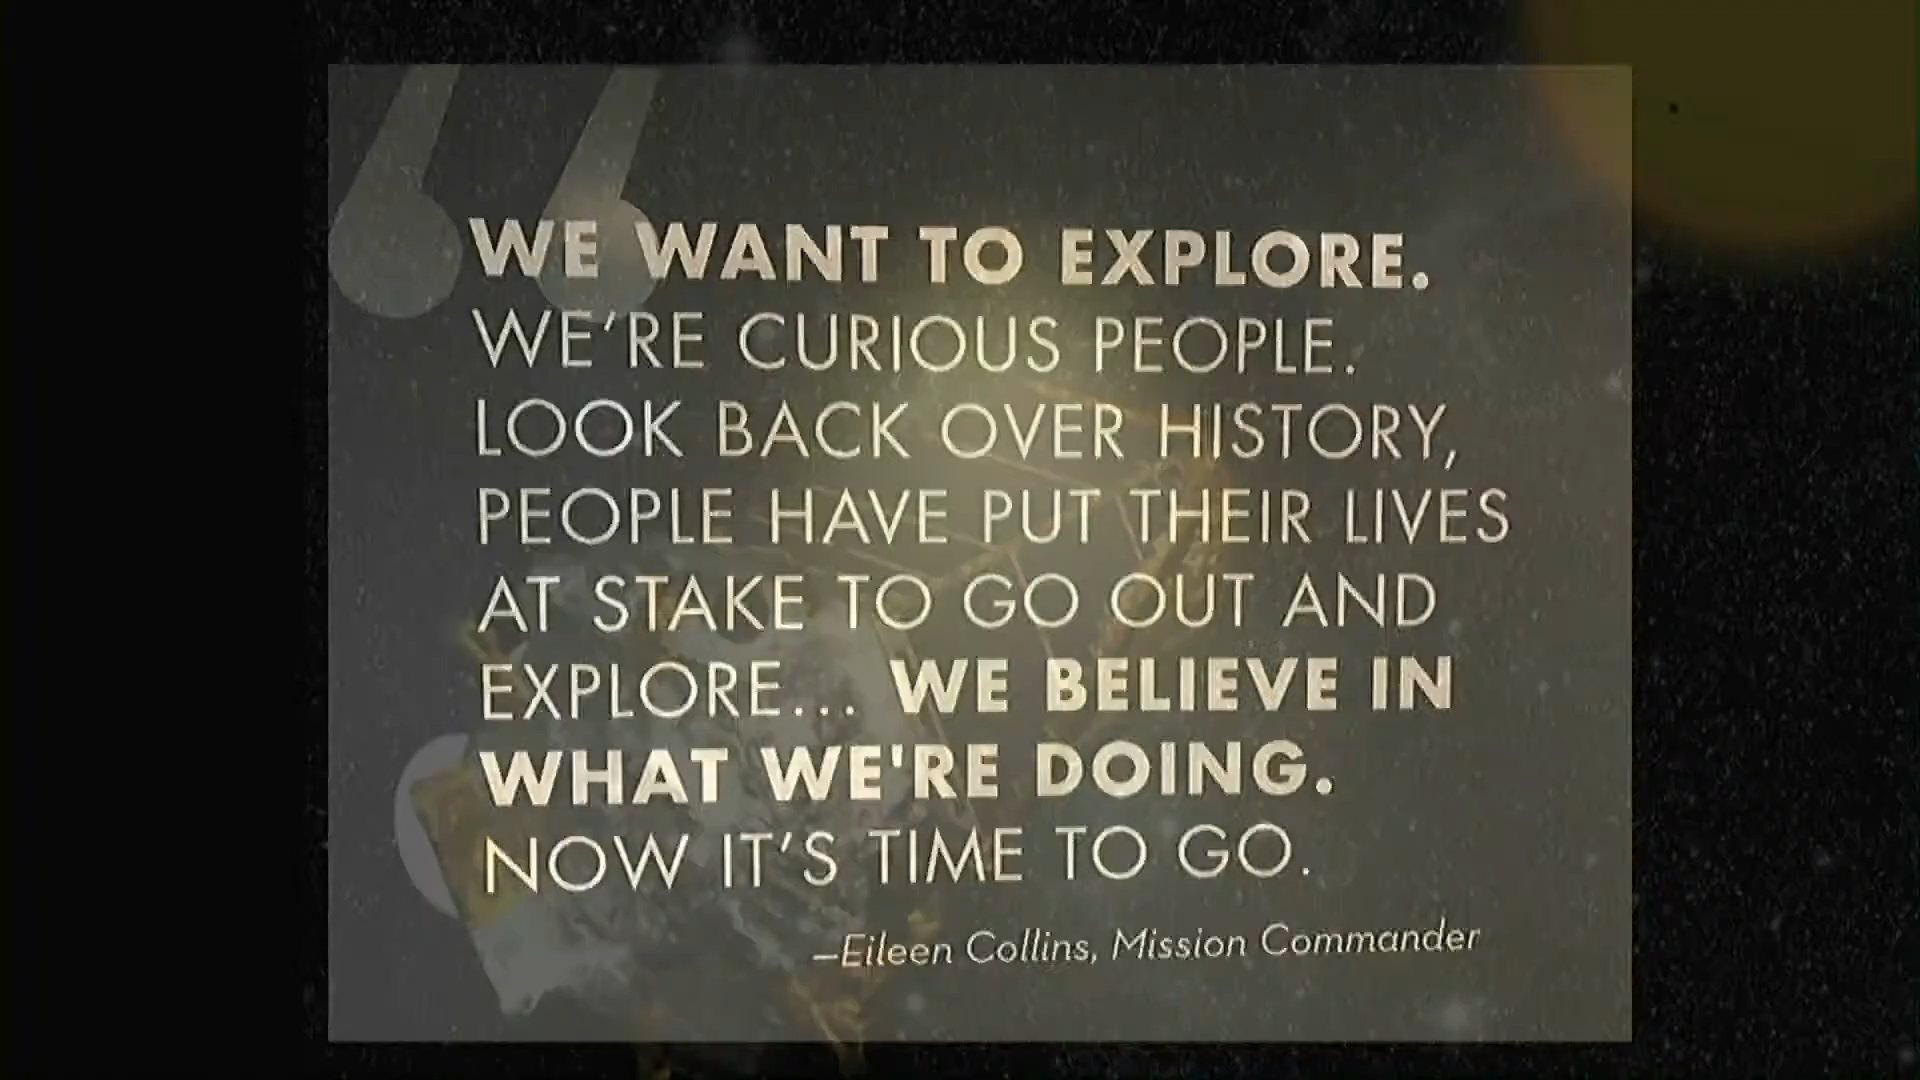 “
WE WANT TO EXPLORE.
WE’RE CURIOUS PEOPLE.
LOOK BACK OVER HISTORY,
PEOPLE HAVE PUT THEIR LIVES
AT STAKE TO GO OUT AND
EXPLORE... WE BELIEVE IN
WHAT WE'RE DOING.
NOW IT’S TIME TO GO.
–Eileen Collins, Mission Commander